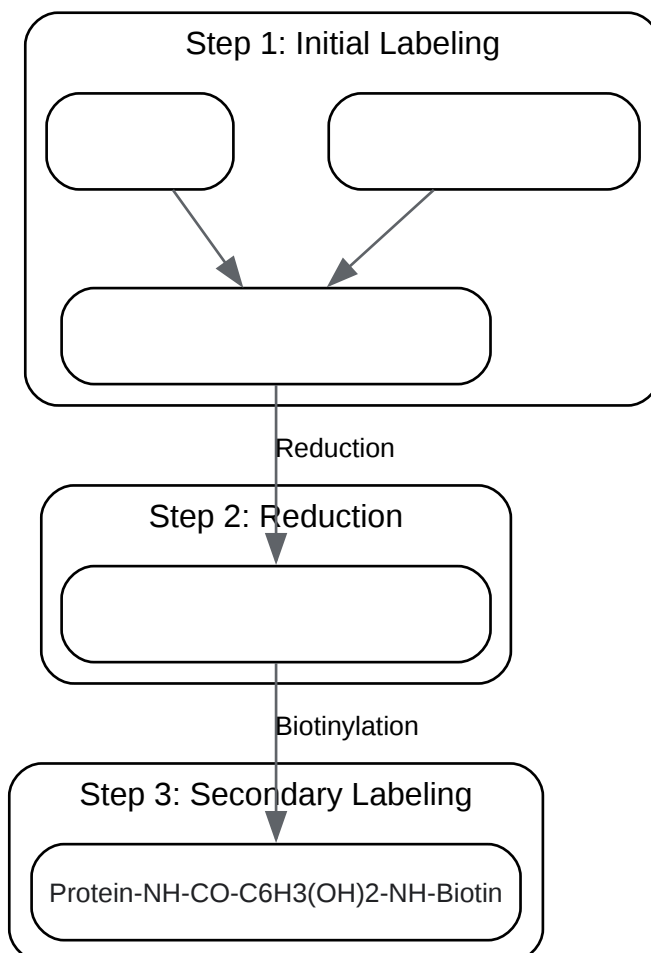 Step 1: Initial Labeling
Reduction
Step 2: Reduction
Biotinylation
Step 3: Secondary Labeling
Protein-NH-CO-C6H3(OH)2-NH-Biotin